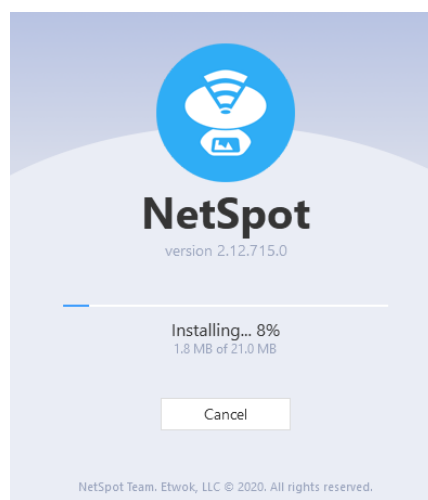 NetSpot
version 2.12.715.0
Installing... 8%
1.8 MB of 21.0 MB
Cancel
NetSpot Team. Etwok, LLC © 2020. All rights reserved.